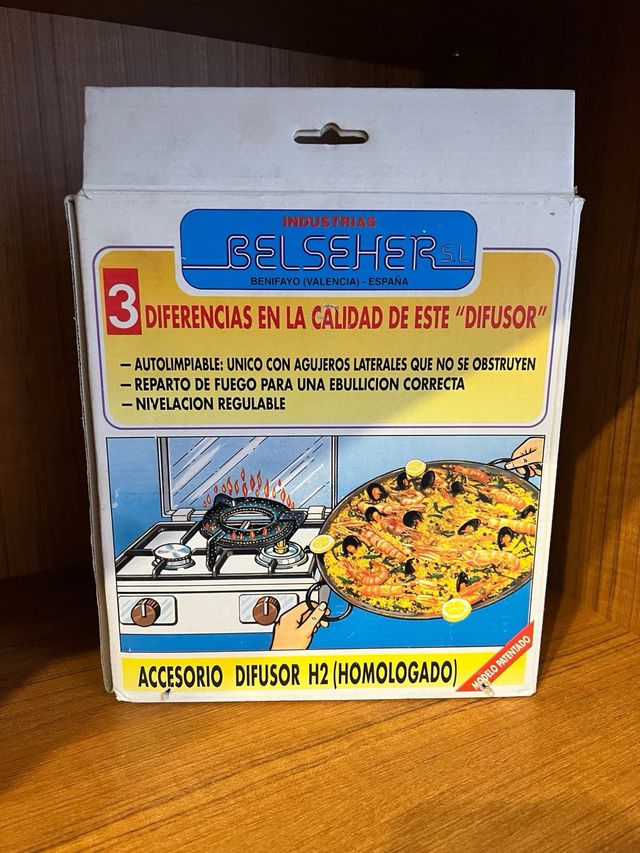 INDUSTRIAS
BELSEHER S.L.
BENIFAYO (VALENCIA) - ESPAÑA
3 DIFERENCIAS EN LA CALIDAD DE ESTE "DIFUSOR"
— AUTOLIMPIABLE: UNICO CON AGUJEROS LATERALES QUE NO SE OBSTRUYEN
— REPARTO DE FUEGO PARA UNA EBULLICION CORRECTA
— NIVELACION REGULABLE
ACCESORIO DIFUSOR H2 (HOMOLOGADO)
MODELO PATENTADO